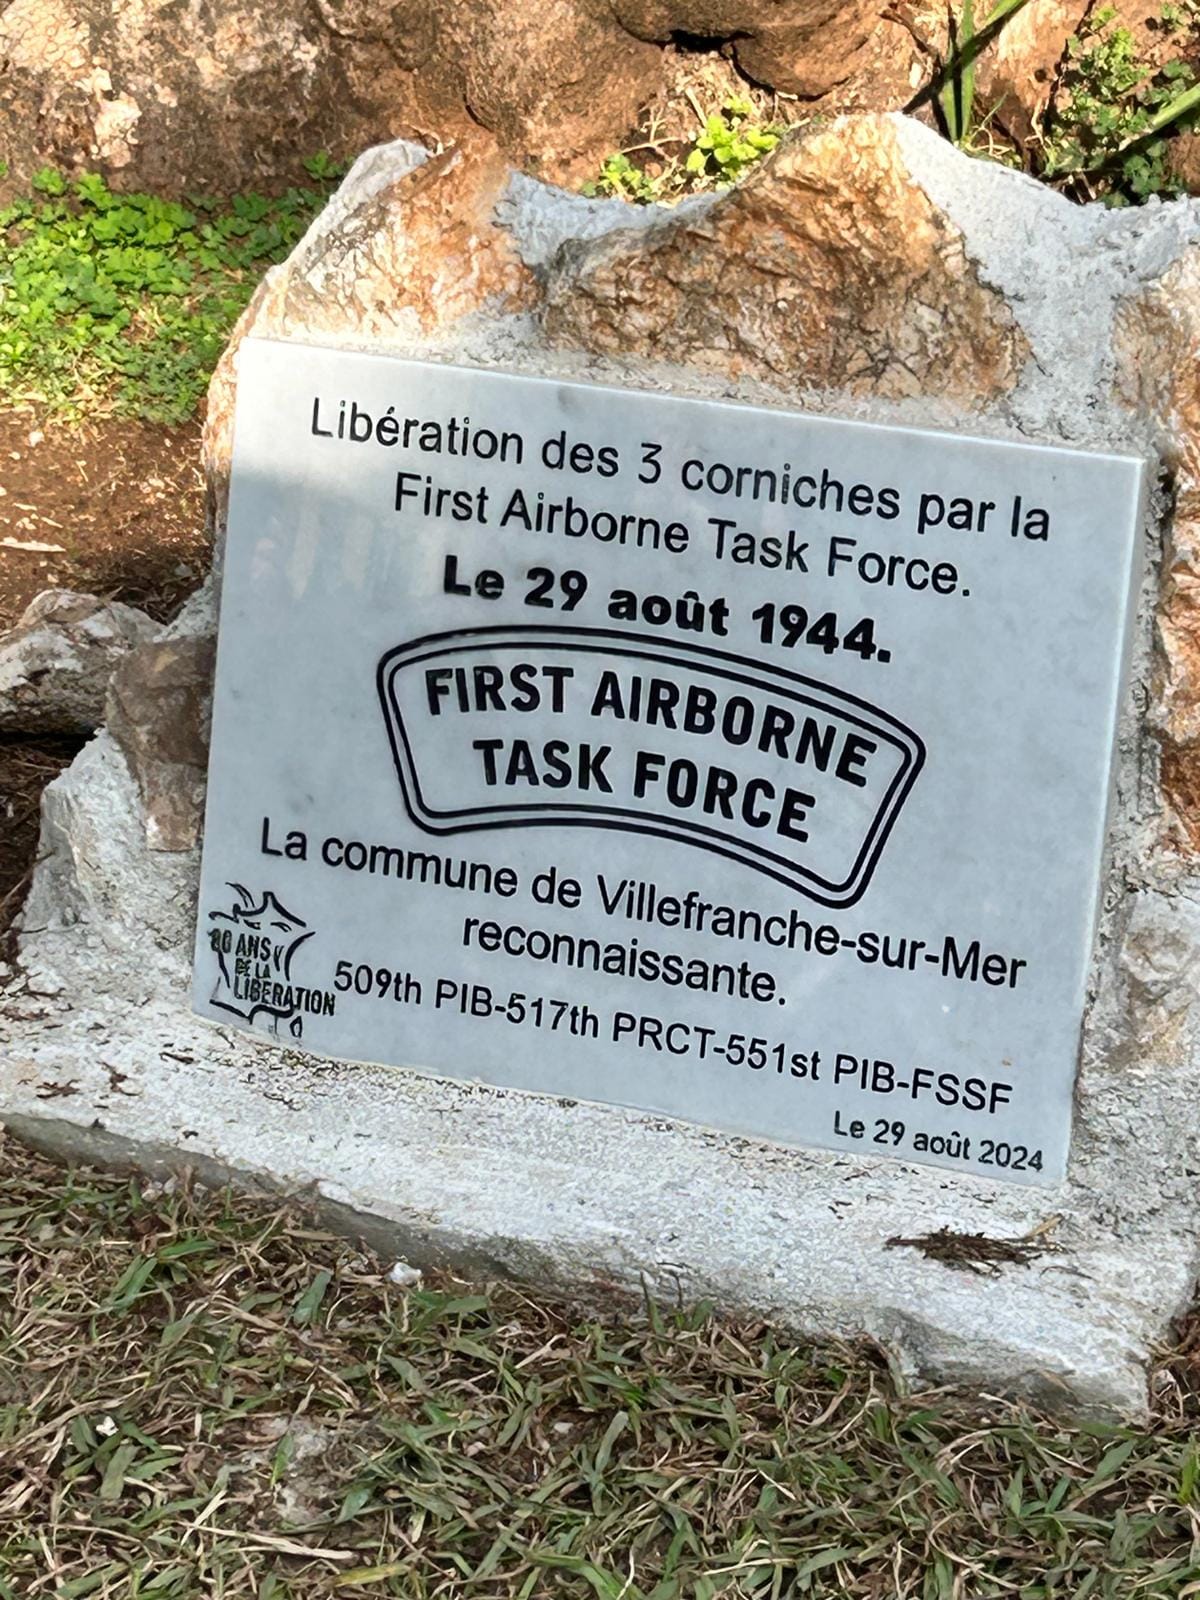 Libération des 3 corniches par la
First Airborne Task Force.
Le 29 août 1944.
FIRST AIRBORNE
TASK FORCE
La commune de Villefranche-sur-Mer
reconnaissante.
80 ANS
DE LA
LIBÉRATION
509th PIB-517th PRCT-551st PIB-FSSF
Le 29 août 2024